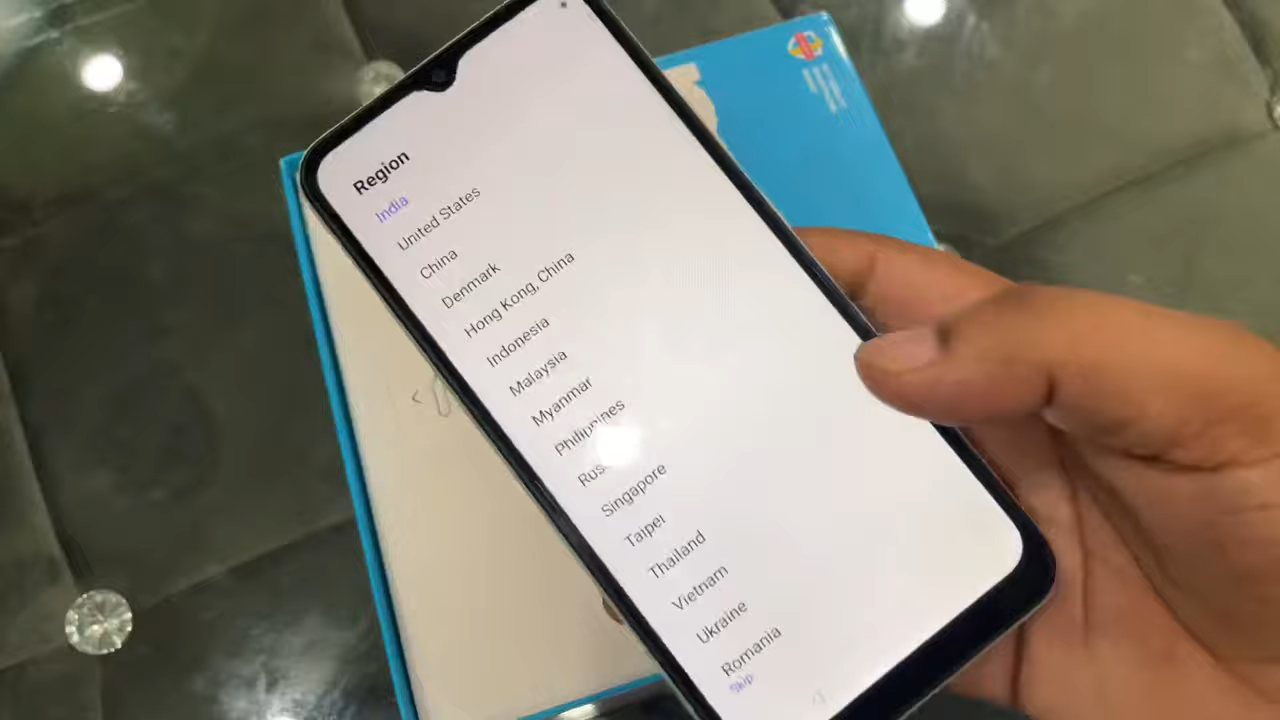 Region
India
United States
China
Denmark
Hong Kong, China
Indonesia
Malaysia
Myanmar
Philippines
Singapore
Taipei
Thailand
Vietnam
Ukraine
Romania
Skip